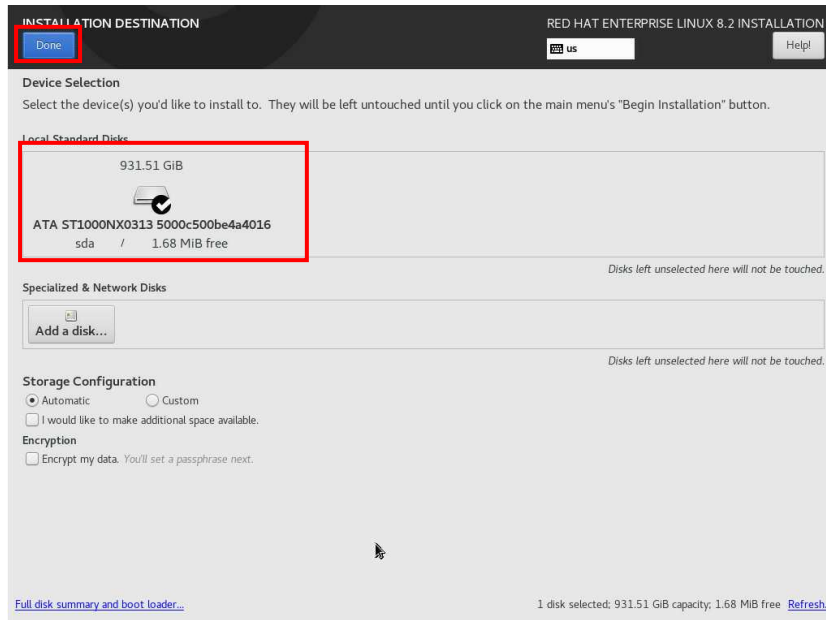 INSTALLATION DESTINATION
RED HAT ENTERPRISE LINUX 8.2 INSTALLATION
Done
us
Help!
Device Selection
Select the device(s) you'd like to install to. They will be left untouched until you click on the main menu's "Begin Installation" button.
Local Standard Disks
931.51 GiB
ATA ST1000NX0313 5000c500be4a4016
sda / 1.68 MiB free
Disks left unselected here will not be touched.
Specialized & Network Disks
Add a disk...
Disks left unselected here will not be touched.
Storage Configuration
Automatic Custom
I would like to make additional space available.
Encryption
Encrypt my data. You'll set a passphrase next.
Full disk summary and boot loader... 1 disk selected; 931.51 GiB capacity; 1.68 MiB free Refresh.